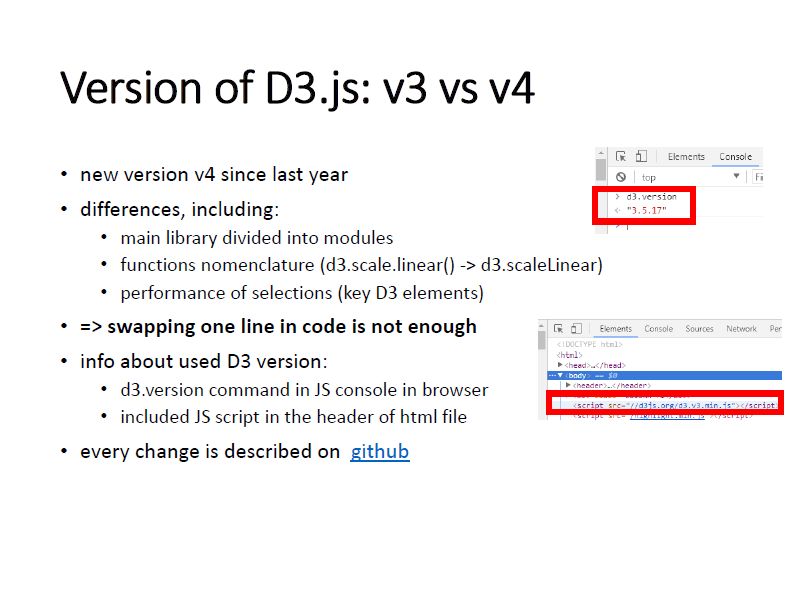 Version of D3.js: v3 vs v4
• new version v4 since last year
• differences, including:
• main library divided into modules
• functions nomenclature (d3.scale.linear() -> d3.scaleLinear)
• performance of selections (key D3 elements)
• => swapping one line in code is not enough
• info about used D3 version:
• d3.version command in JS console in browser
• included JS script in the header of html file
• every change is described on github
Elements Console
top
> d3.version
"3.5.17"
Elements Console Sources Network
<!DOCTYPE html>
<html>
<head>…</head>
<body> == $0
<header>…</header>
<script src="//d3js.org/d3.v3.min.js"></script>